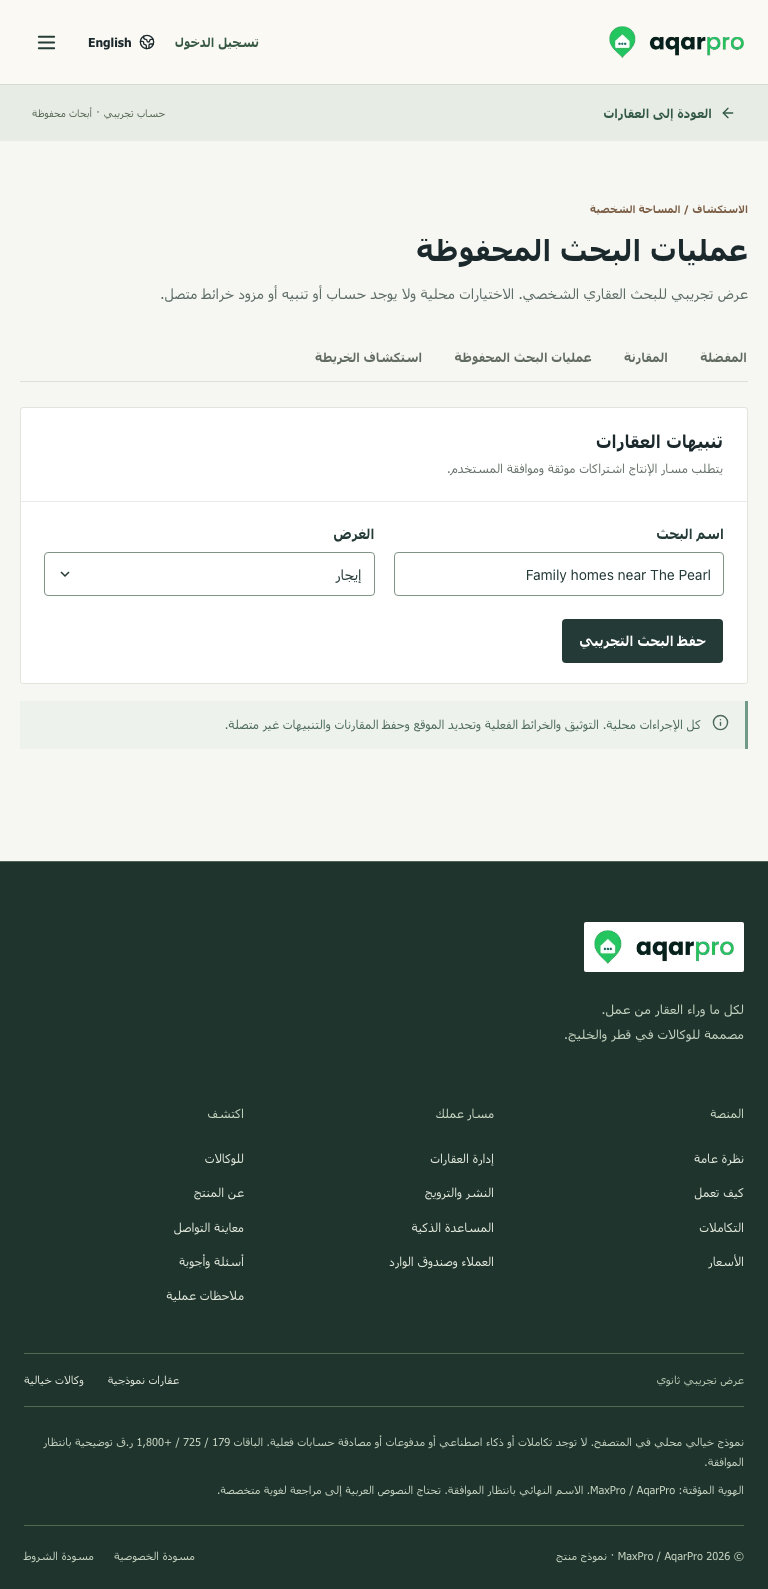 aqarpro
تسجيل الدخول
English
العودة إلى العقارات
حساب تجريبي · أبحاث محفوظة
الاستكشاف / المساحة الشخصية
عمليات البحث المحفوظة
عرض تجريبي للبحث العقاري الشخصي. الاختيارات محلية ولا يوجد حساب أو تنبيه أو مزود خرائط متصل.
المفضلة
المقارنة
عمليات البحث المحفوظة
استكشاف الخريطة
تنبيهات العقارات
يتطلب مسار الإنتاج اشتراكات موثقة وموافقة المستخدم.
اسم البحث
الغرض
Family homes near The Pearl
إيجار
حفظ البحث التجريبي
كل الإجراءات محلية. التوثيق والخرائط الفعلية وتحديد الموقع وحفظ المقارنات والتنبيهات غير متصلة.
aqarpro
لكل ما وراء العقار من عمل.
مصممة للوكالات في قطر والخليج.
المنصة
نظرة عامة
كيف تعمل
التكاملات
الأسعار
مسار عملك
إدارة العقارات
النشر والترويج
المساعدة الذكية
العملاء وصندوق الوارد
اكتشف
للوكالات
عن المنتج
معاينة التواصل
أسئلة وأجوبة
ملاحظات عملية
عرض تجريبي ثانوي
عقارات نموذجية
وكالات خيالية
نموذج خيالي محلي في المتصفح. لا توجد تكاملات أو ذكاء اصطناعي أو مدفوعات أو مصادقة حسابات فعلية. الباقات 179 / 725 / +1,800 ر.ق توضيحية بانتظار
الموافقة.
الهوية المؤقتة: MaxPro / AqarPro. الاسم النهائي بانتظار الموافقة. تحتاج النصوص العربية إلى مراجعة لغوية متخصصة.
© 2026 MaxPro / AqarPro · نموذج منتج
مسودة الخصوصية
مسودة الشروط